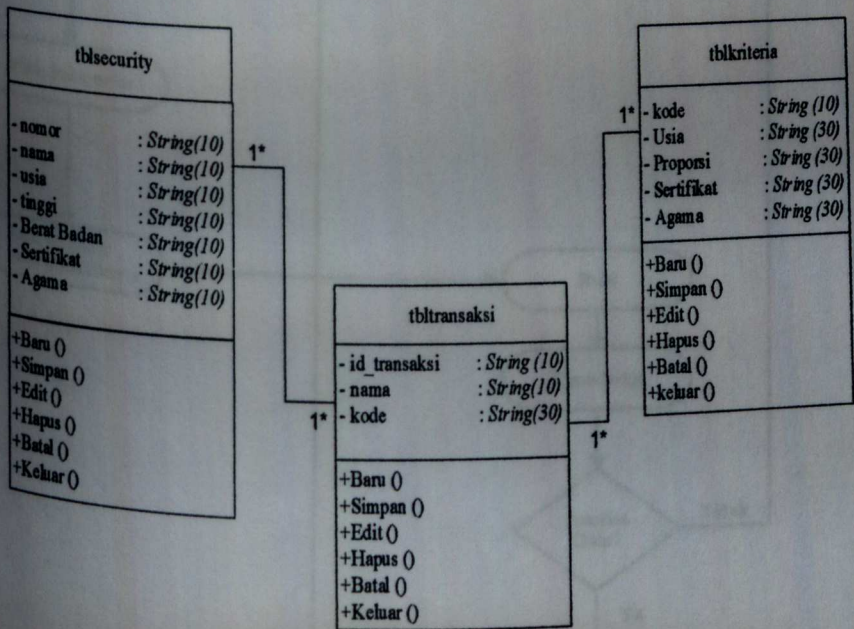 tblsecurity
- nomor : String(10)
- nama : String(10)
- usia : String(10)
- tinggi : String(10)
- Berat Badan : String(10)
- Sertifikat : String(10)
- Agama : String(10)
+Baru ()
+Simpan ()
+Edit ()
+Hapus ()
+Batal ()
+Keluar ()
1*
1*
tbltransaksi
- id_transaksi : String (10)
- nama : String(10)
- kode : String(30)
+Baru ()
+Simpan ()
+Edit ()
+Hapus ()
+Batal ()
+Keluar ()
1*
1*
tblkriteria
- kode : String (10)
- Usia : String (30)
- Proporsi : String (30)
- Sertifikat : String (30)
- Agama : String (30)
+Baru ()
+Simpan ()
+Edit ()
+Hapus ()
+Batal ()
+keluar ()